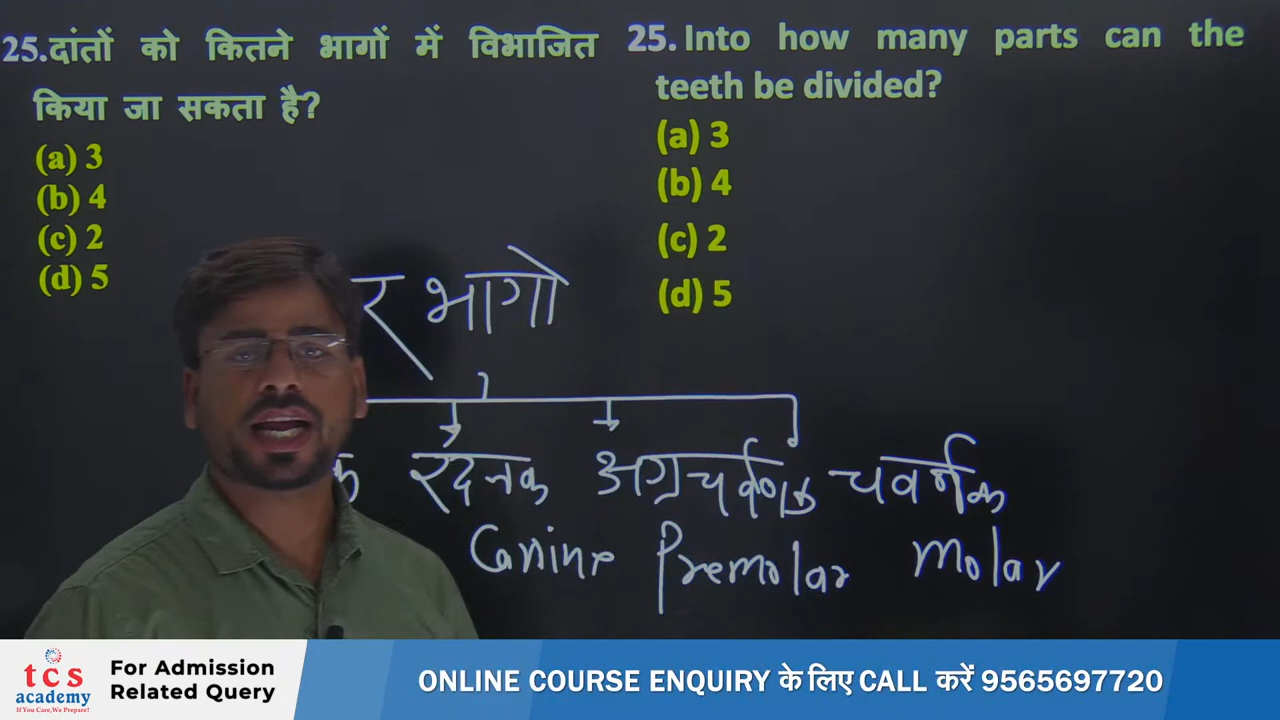 25.दांतों को कितने भागों में विभाजित
किया जा सकता है?
(a) 3
(b) 4
(c) 2
(d) 5
25. Into how many parts can the
teeth be divided?
(a) 3
(b) 4
(c) 2
(d) 5
भागो
रदनक अग्रचर्वणक चवर्णक
Canine Premolar Molar
tcs
academy
If You Care,We Prepare!
For Admission
Related Query
ONLINE COURSE ENQUIRY के लिए CALL करें 9565697720